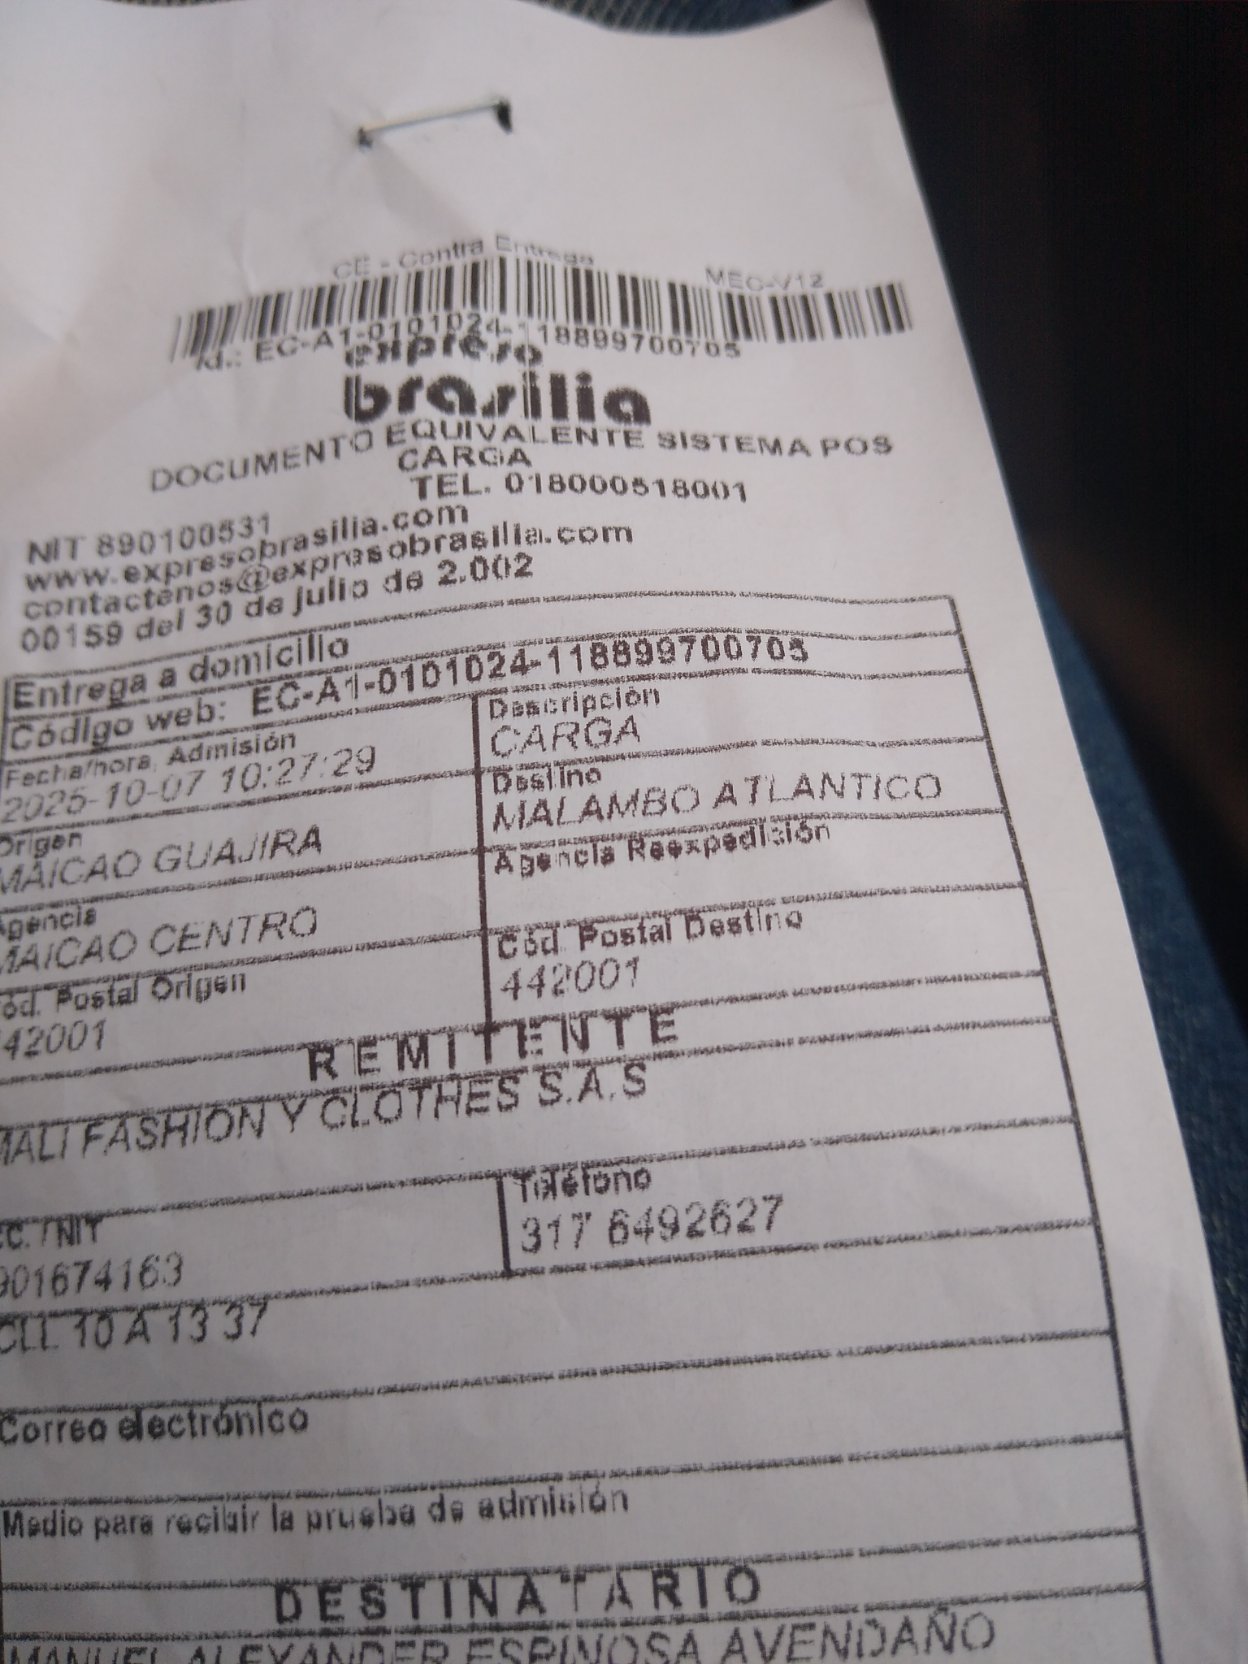 CE - Contra Entrega MEC-V12
Id.: EC-A1-0101024-118899700705
expreso
brasilia
DOCUMENTO EQUIVALENTE SISTEMA POS
CARGA
TEL. 018000518001
NIT 890100531
www.expresobrasilia.com
contactenos@expresobrasilia.com
00159 del 30 de julio de 2.002
Entrega a domicilio
Código web: EC-A1-0101024-118899700705
Fecha/hora, Admisión
2025-10-07 10:27:29
Descripción
CARGA
Origen
MAICAO GUAJIRA
Destino
MALAMBO ATLANTICO
Agencia
MAICAO CENTRO
Agencia Reexpedición
Cód. Postal Origen
442001
Cód. Postal Destino
442001
REMITENTE
MALI FASHION Y CLOTHES S.A.S
CC. / NIT
901674163
Teléfono
317 6492627
CLL 10 A 13 37
Correo electrónico
Medio para recibir la prueba de admisión
DESTINATARIO
MANUEL ALEXANDER ESPINOSA AVENDAÑO